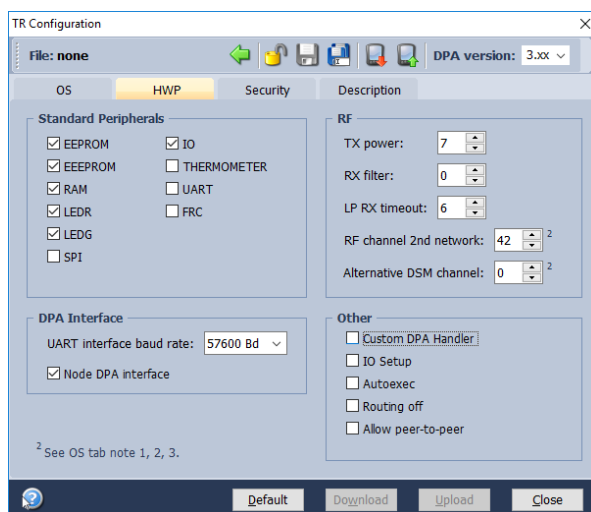 TR Configuration
File: none
DPA version: 3.xx
OS HWP Security Description
Standard Peripherals
EEPROM
EEEPROM
RAM
LEDR
LEDG
SPI
IO
THERMOMETER
UART
FRC
RF
TX power: 7
RX filter: 0
LP RX timeout: 6
RF channel 2nd network: 42 2
Alternative DSM channel: 0 2
DPA Interface
UART interface baud rate: 57600 Bd
Node DPA interface
Other
Custom DPA Handler
IO Setup
Autoexec
Routing off
Allow peer-to-peer
2 See OS tab note 1, 2, 3.
Default Download Upload Close